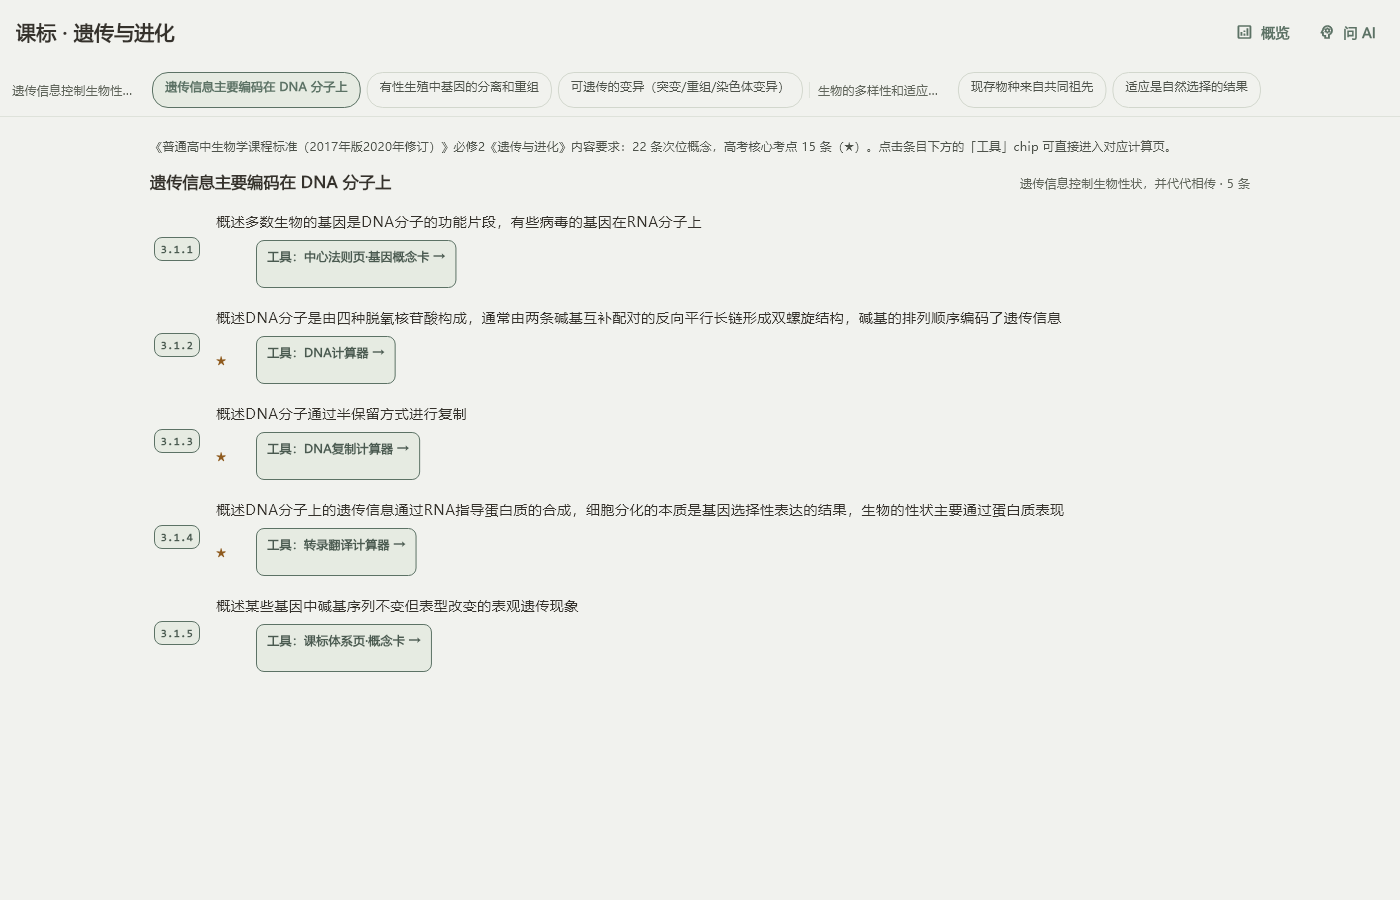 课标 · 遗传与进化
概览
问 AI
遗传信息控制生物性…
遗传信息主要编码在 DNA 分子上
有性生殖中基因的分离和重组
可遗传的变异（突变/重组/染色体变异）
生物的多样性和适应…
现存物种来自共同祖先
适应是自然选择的结果
《普通高中生物学课程标准（2017年版2020年修订）》必修2《遗传与进化》内容要求：22 条次位概念，高考核心考点 15 条（★）。点击条目下方的「工具」chip 可直接进入对应计算页。
遗传信息主要编码在 DNA 分子上
遗传信息控制生物性状，并代代相传 · 5 条
概述多数生物的基因是DNA分子的功能片段，有些病毒的基因在RNA分子上
3.1.1
工具：中心法则页·基因概念卡 →
概述DNA分子是由四种脱氧核苷酸构成，通常由两条碱基互补配对的反向平行长链形成双螺旋结构，碱基的排列顺序编码了遗传信息
3.1.2
★
工具：DNA计算器 →
概述DNA分子通过半保留方式进行复制
3.1.3
★
工具：DNA复制计算器 →
概述DNA分子上的遗传信息通过RNA指导蛋白质的合成，细胞分化的本质是基因选择性表达的结果，生物的性状主要通过蛋白质表现
3.1.4
★
工具：转录翻译计算器 →
概述某些基因中碱基序列不变但表型改变的表观遗传现象
3.1.5
工具：课标体系页·概念卡 →